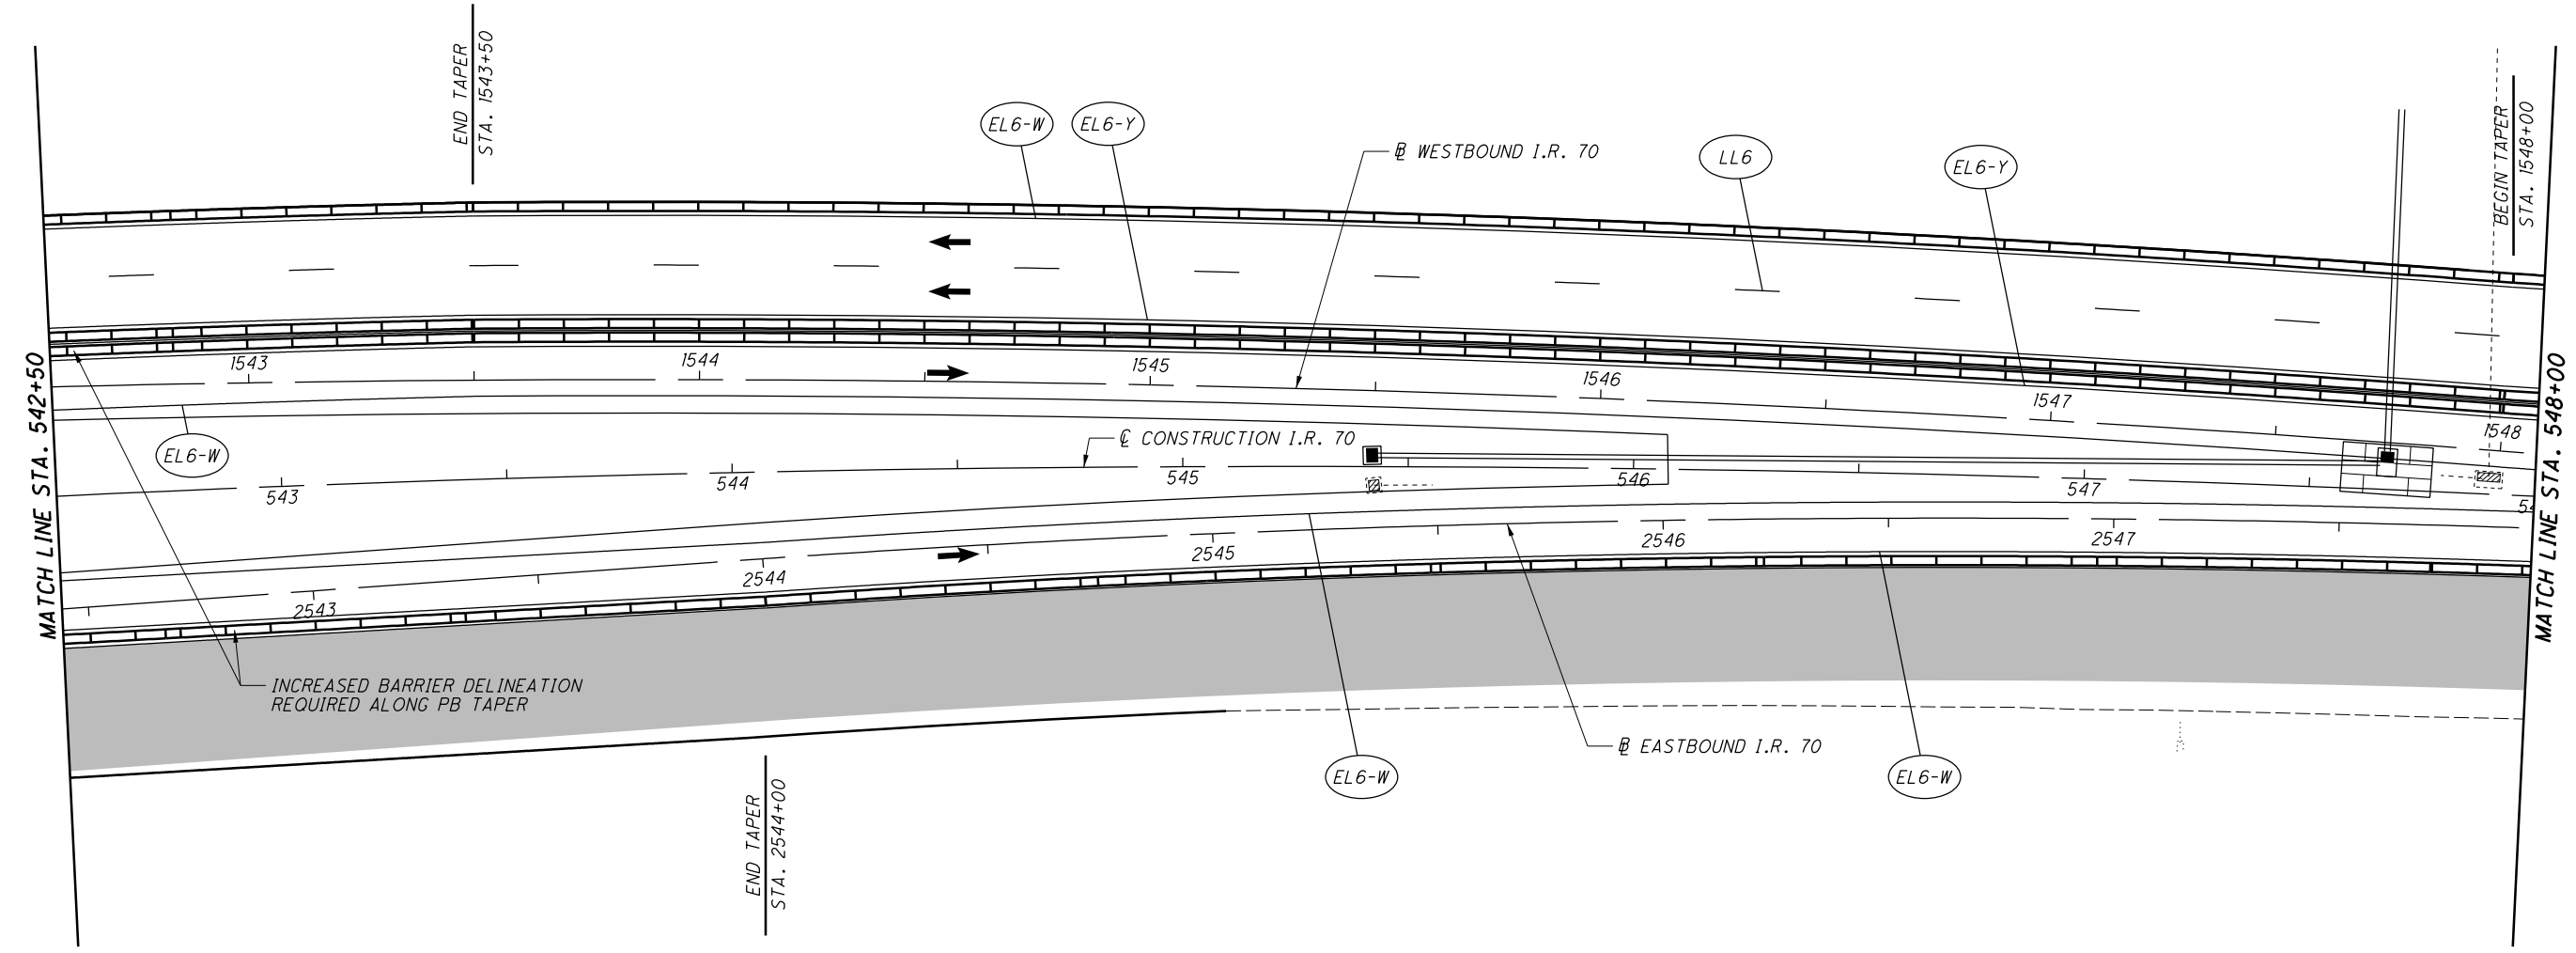 END TAPER
STA. 1543+50
EL6-W
EL6-Y
℄ WESTBOUND I.R. 70
LL6
EL6-Y
BEGIN TAPER
STA. 1548+00
MATCH LINE STA. 542+50
1543
1544
1545
1546
1547
1548
EL6-W
℄ CONSTRUCTION I.R. 70
543
544
545
546
547
54
2543
2544
2545
2546
2547
MATCH LINE STA. 548+00
INCREASED BARRIER DELINEATION
REQUIRED ALONG PB TAPER
℄ EASTBOUND I.R. 70
EL6-W
EL6-W
END TAPER
STA. 2544+00